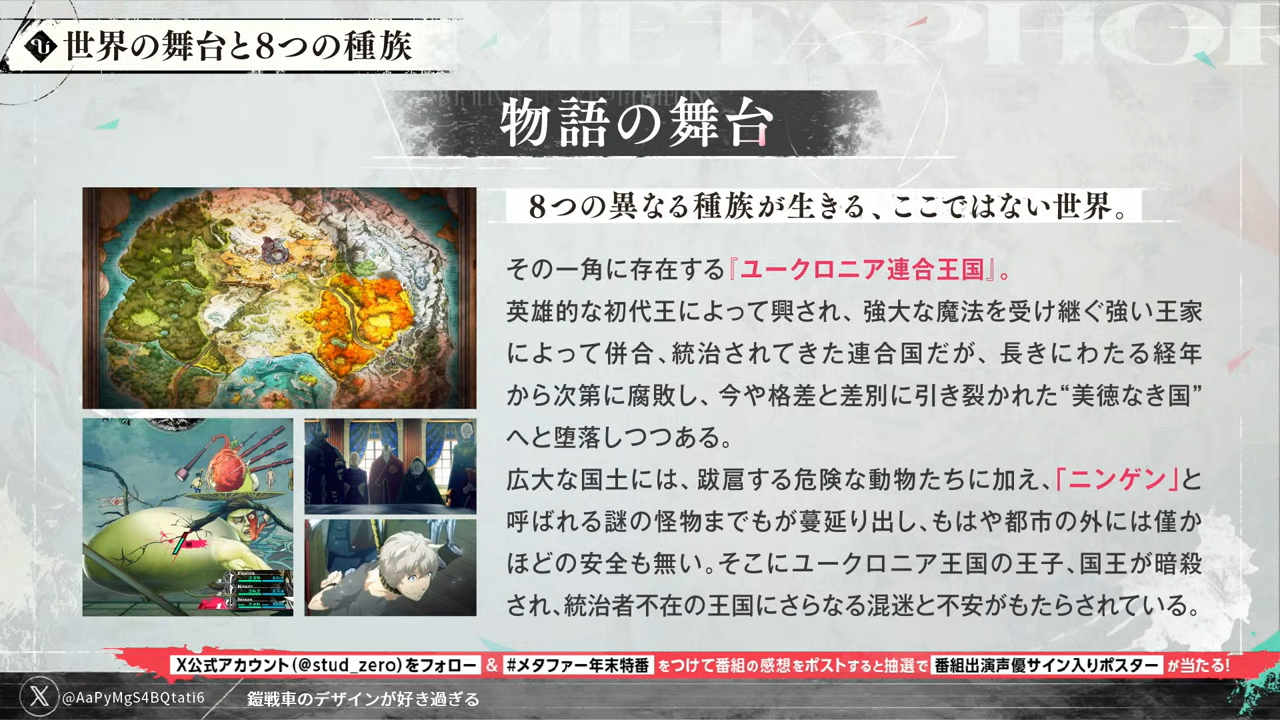 世界の舞台と8つの種族
METAPHOR
物語の舞台
8つの異なる種族が生きる、ここではない世界。
その一角に存在する『ユークロニア連合王国』。
英雄的な初代王によって興され、強大な魔法を受け継ぐ強い王家
によって併合、統治されてきた連合国だが、長きにわたる経年
から次第に腐敗し、今や格差と差別に引き裂かれた“美徳なき国”
へと堕落しつつある。
広大な国土には、跋扈する危険な動物たちに加え、「ニンゲン」と
呼ばれる謎の怪物までもが蔓延り出し、もはや都市の外には僅か
ほどの安全も無い。そこにユークロニア王国の王子、国王が暗殺
され、統治者不在の王国にさらなる混迷と不安がもたらされている。
X公式アカウント(@stud_zero)をフォロー & #メタファー年末特番 をつけて番組の感想をポストすると抽選で 番組出演声優サイン入りポスター が当たる!
@AaPyMgS4BQtati6 鎧戦車のデザインが好き過ぎる